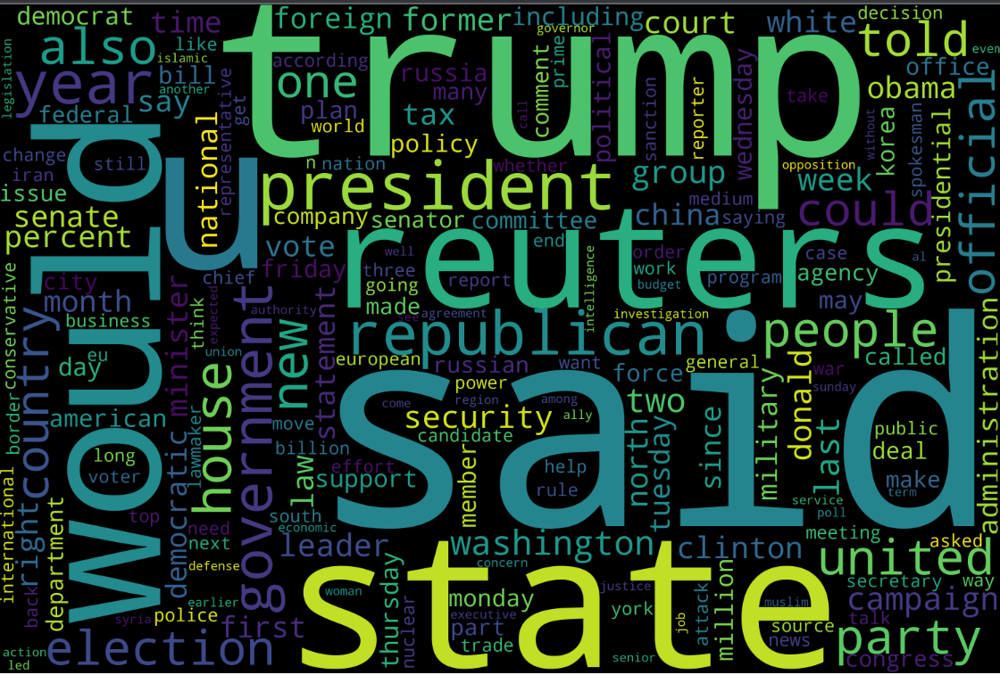 democrat
time
foreign
former
including
governor
court
white
decision
told
even
also
like
islamic
trump
according
one
russia
many
comment
prime
political
office
legislation
year
bill
another
say
federal
representative
get
plan
world
tax
policy
call
sanction
reporter
wednesday
take
obama
official
without
korea
spokesman
presidential
change
iran
still
issue
would
national
u
n
nation
whether
president
group
opposition
week
medium
senate
percent
company
senator
committee
china
saying
could
vote
end
reuters
well
order
case
al
city
month
friday
chief
three
report
work
program
agency
budget
may
minister
going
made
intelligence
business
think
expected
authority
see
agreement
investigation
conservative
country
eu
day
government
new
statement
republican
people
administration
union
european
russian
want
force
general
called
border
american
house
power
region
among
two
military
donald
war
sunday
said
come
security
ally
candidate
north
tuesday
since
last
public
deal
long
voter
democratic
lawmaker
move
billion
law
effort
support
member
help
rule
make
term
international
right
department
top
need
next
south
economic
leader
service
poll
meeting
asked
washington
clinton
united
defense
concern
back
earlier
police
syria
woman
state
thursday
nuclear
monday
executive
part
trade
justice
york
senior
job
attack
million
muslim
source
news
secretary
way
campaign
talk
party
congress
first
election
action
led